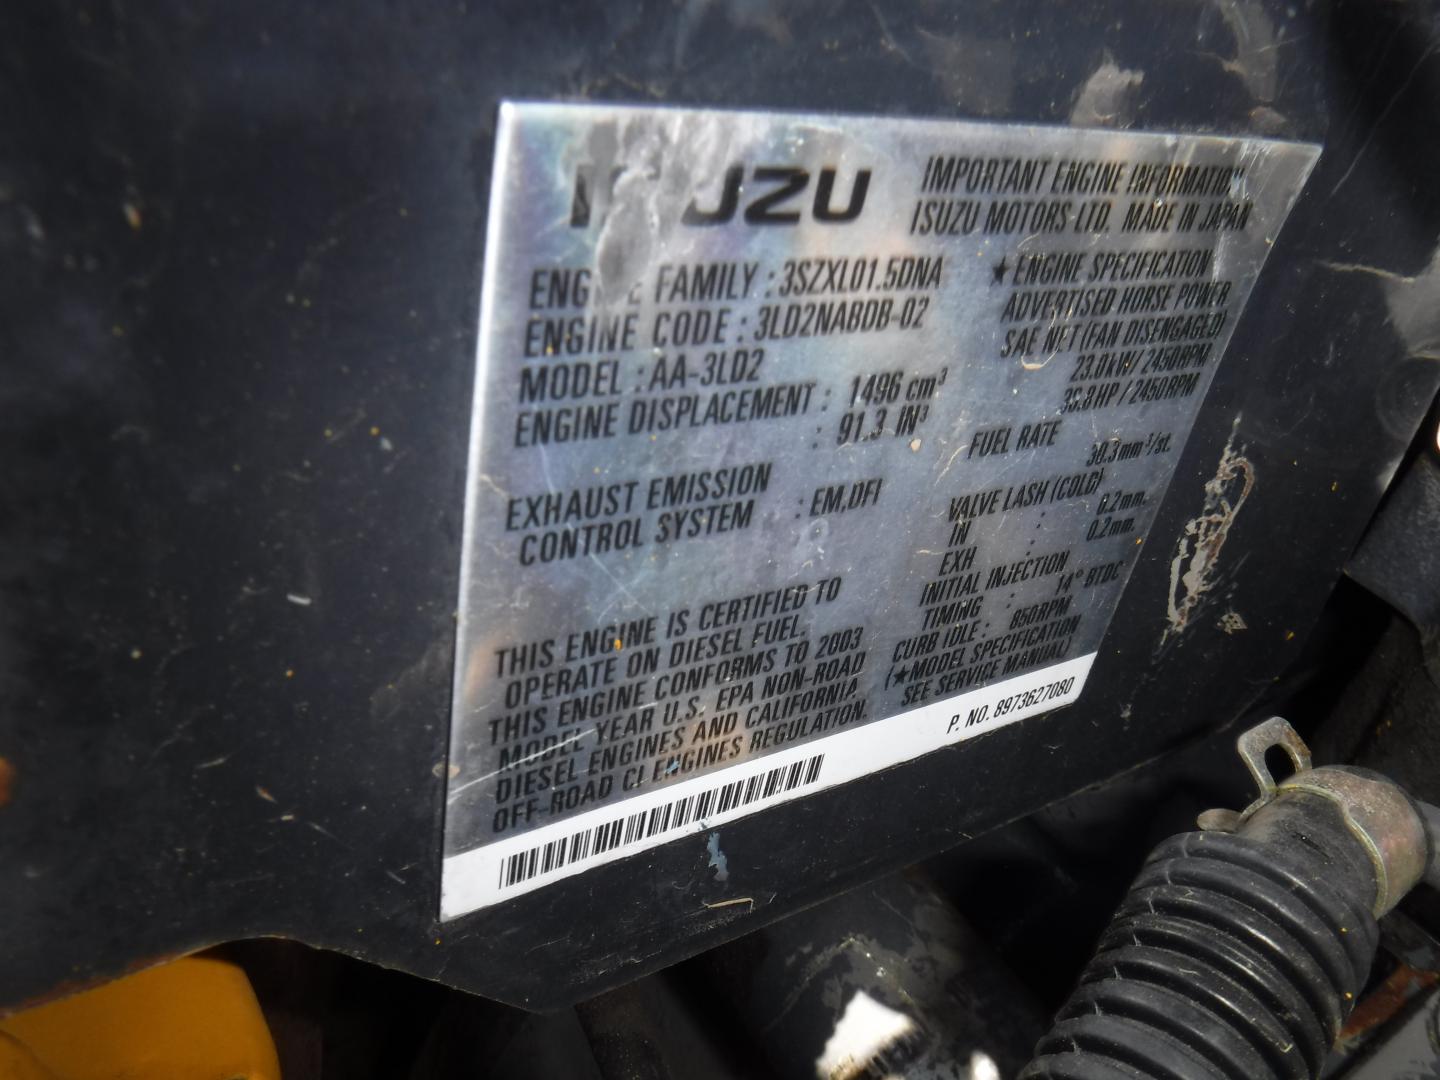 ISUZU
IMPORTANT ENGINE INFORMATION
ISUZU MOTORS LTD. MADE IN JAPAN
ENGINE FAMILY : 3SZXL01.5DNA
ENGINE CODE : 3LD2NABDB-02
MODEL : AA-3LD2
ENGINE DISPLACEMENT : 1496 cm³
: 91.3 IN³
EXHAUST EMISSION
CONTROL SYSTEM : EM,DFI
THIS ENGINE IS CERTIFIED TO
OPERATE ON DIESEL FUEL.
THIS ENGINE CONFORMS TO 2003
MODEL YEAR U.S. EPA NON-ROAD
DIESEL ENGINES AND CALIFORNIA
OFF-ROAD CI ENGINES REGULATION.
★ ENGINE SPECIFICATION
ADVERTISED HORSE POWER
SAE NET (FAN DISENGAGED)
23.0kW / 2450RPM
HP / 2450RPM
FUEL RATE
30.3mm³/st.
VALVE LASH (COLD)
IN : 0.2mm.
EXH : 0.2mm.
INITIAL INJECTION
TIMING : 14° BTDC
CURB IDLE : 850RPM
(★MODEL SPECIFICATION
SEE SERVICE MANUAL)
P. NO. 8973627080